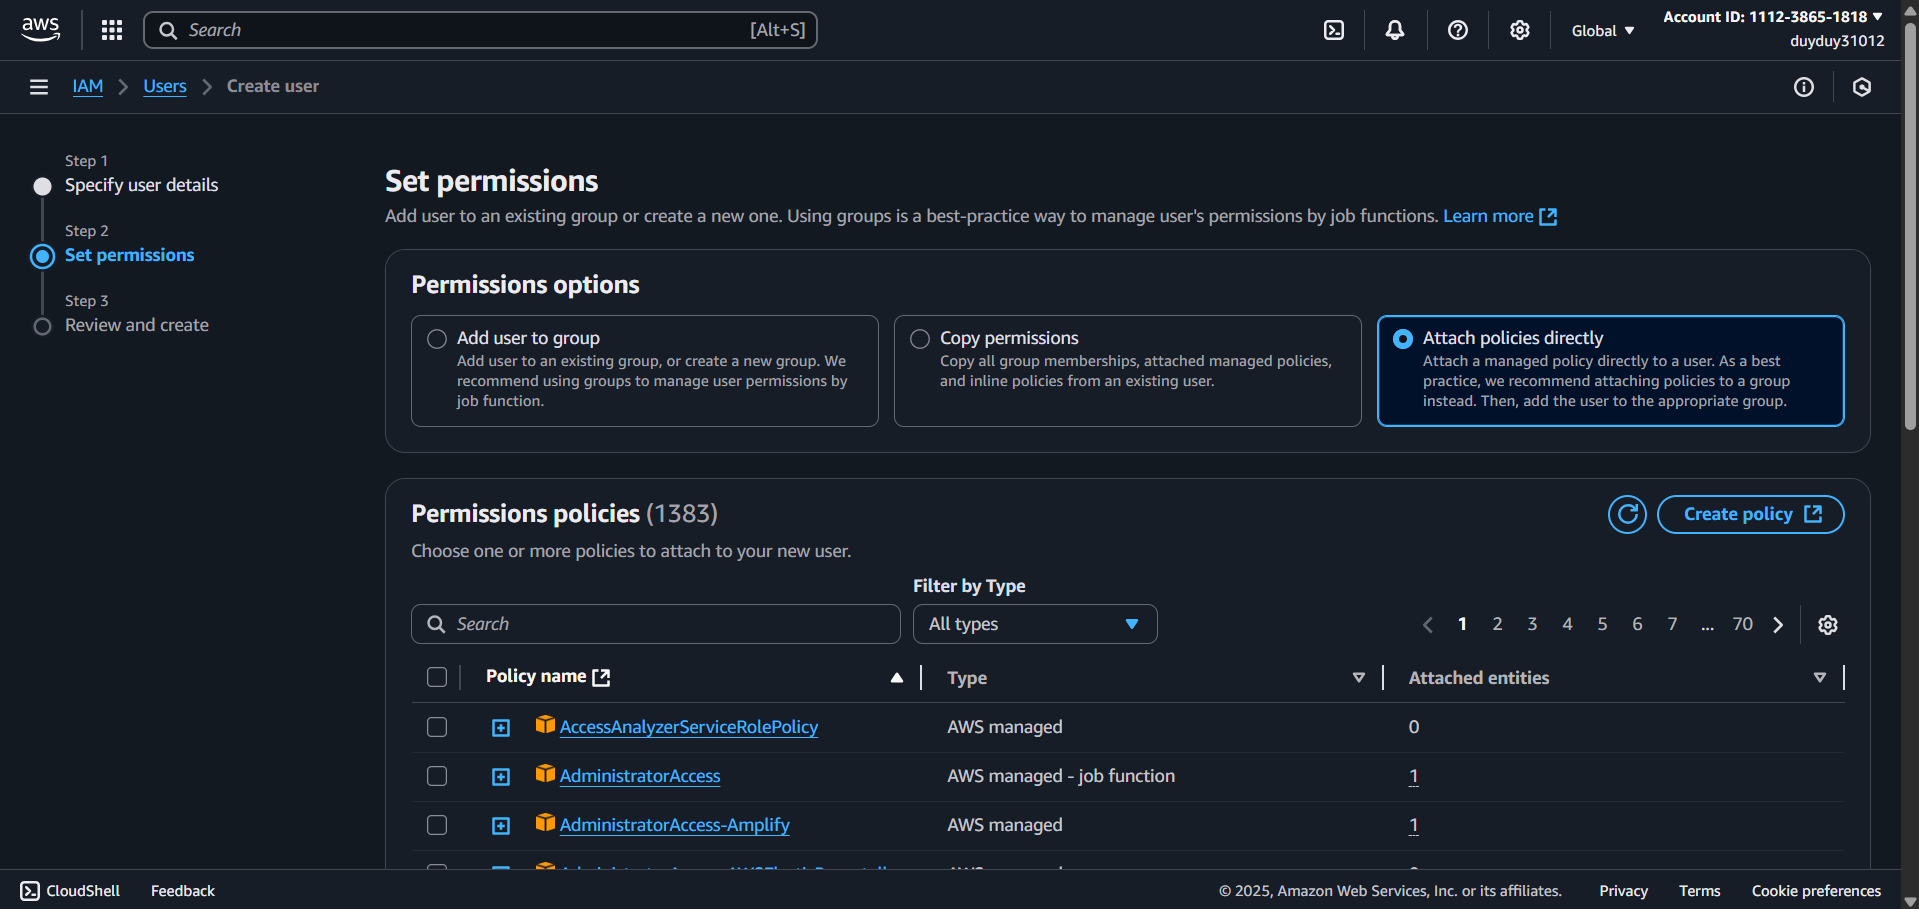 aws
Search
[Alt+S]
Global
Account ID: 1112-3865-1818
duyduy31012
IAM
Users
Create user
Step 1
Specify user details
Step 2
Set permissions
Step 3
Review and create
Set permissions
Add user to an existing group or create a new one. Using groups is a best-practice way to manage user's permissions by job functions. Learn more
Permissions options
Add user to group
Add user to an existing group, or create a new group. We
recommend using groups to manage user permissions by
job function.
Copy permissions
Copy all group memberships, attached managed policies,
and inline policies from an existing user.
Attach policies directly
Attach a managed policy directly to a user. As a best
practice, we recommend attaching policies to a group
instead. Then, add the user to the appropriate group.
Permissions policies (1383)
Create policy
Choose one or more policies to attach to your new user.
Filter by Type
Search
All types
1 2 3 4 5 6 7 ... 70
Policy name Type Attached entities
AccessAnalyzerServiceRolePolicy AWS managed 0
AdministratorAccess AWS managed - job function 1
AdministratorAccess-Amplify AWS managed 1
CloudShell Feedback © 2025, Amazon Web Services, Inc. or its affiliates. Privacy Terms Cookie preferences